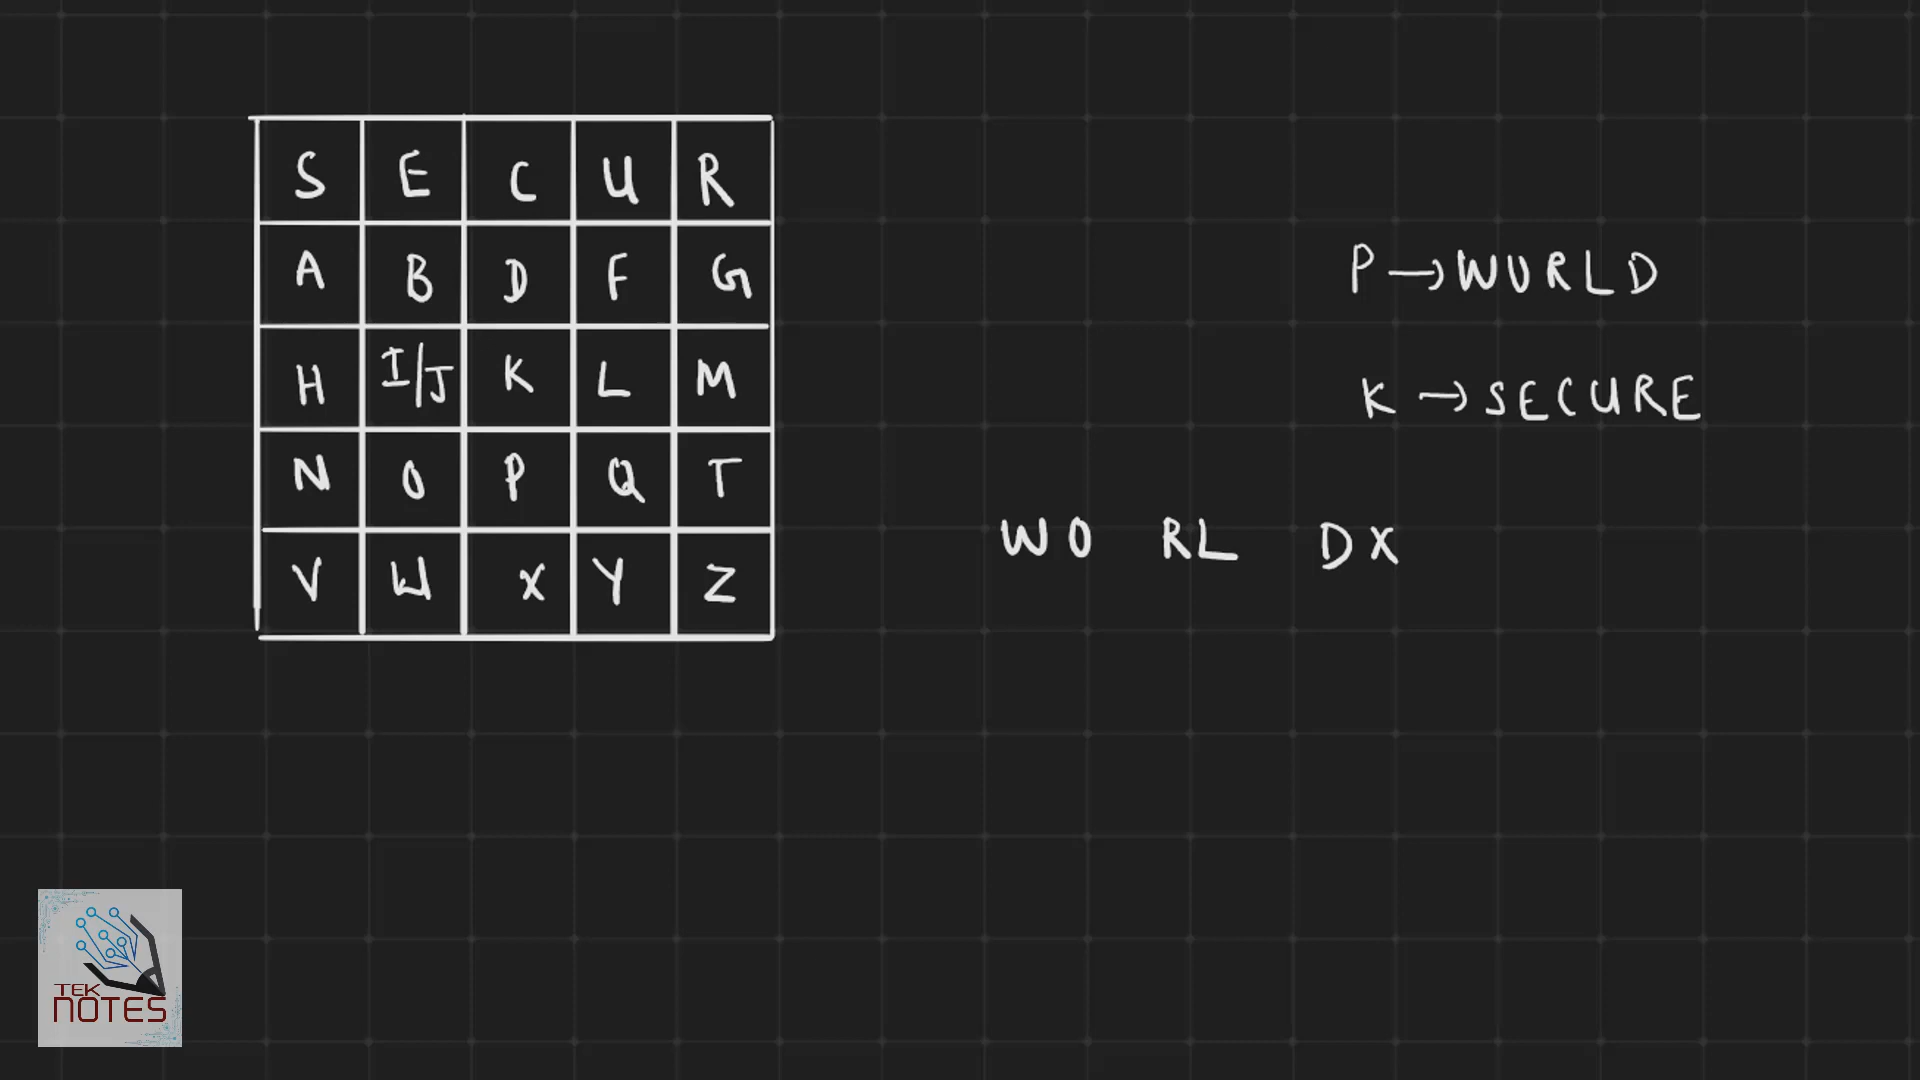 S E C U R
A B D F G
H I/J K L M
N O P Q T
V W X Y Z
P → WURLD
K → SECURE
WO RL DX
TEK
NOTES